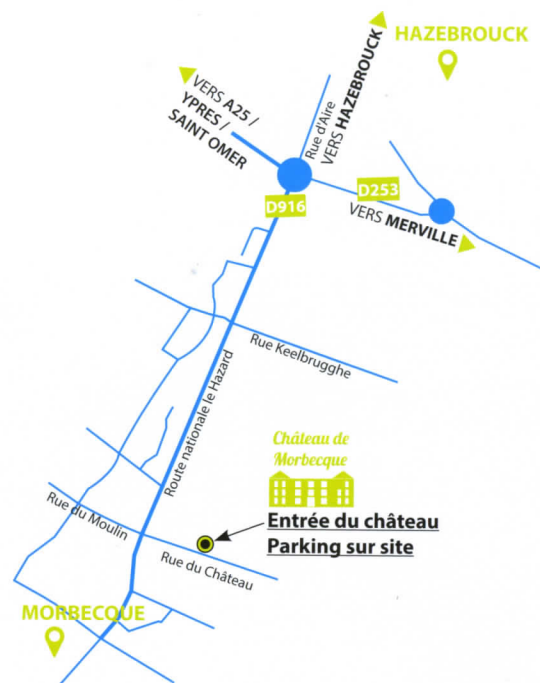 HAZEBROUCK
VERS A25 /
YPRES /
SAINT OMER
Rue d'Aire
VERS HAZEBROUCK
D253
D916
VERS MERVILLE
Rue Keelbrugghe
Route nationale le Hazard
Château de
Morbecque
Rue du Moulin
Entrée du château
Parking sur site
Rue du Château
MORBECQUE